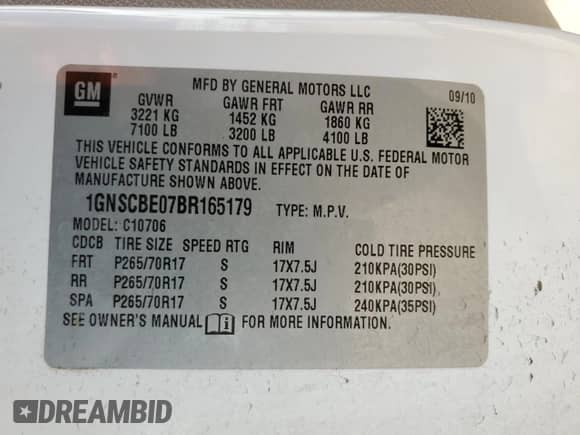 GM
MFD BY GENERAL MOTORS LLC
09/10
GVWR GAWR FRT GAWR RR
3221 KG 1452 KG 1860 KG
7100 LB 3200 LB 4100 LB
THIS VEHICLE CONFORMS TO ALL APPLICABLE U.S. FEDERAL MOTOR
VEHICLE SAFETY STANDARDS IN EFFECT ON THE DATE OF
MANUFACTURE SHOWN ABOVE.
1GNSCBE07BR165179 TYPE: M.P.V.
MODEL: C10706
CDCB TIRE SIZE SPEED RTG RIM COLD TIRE PRESSURE
FRT P265/70R17 S 17X7.5J 210KPA(30PSI)
RR P265/70R17 S 17X7.5J 210KPA(30PSI)
SPA P265/70R17 S 17X7.5J 240KPA(35PSI)
SEE OWNER'S MANUAL i FOR MORE INFORMATION.
DREAMBID